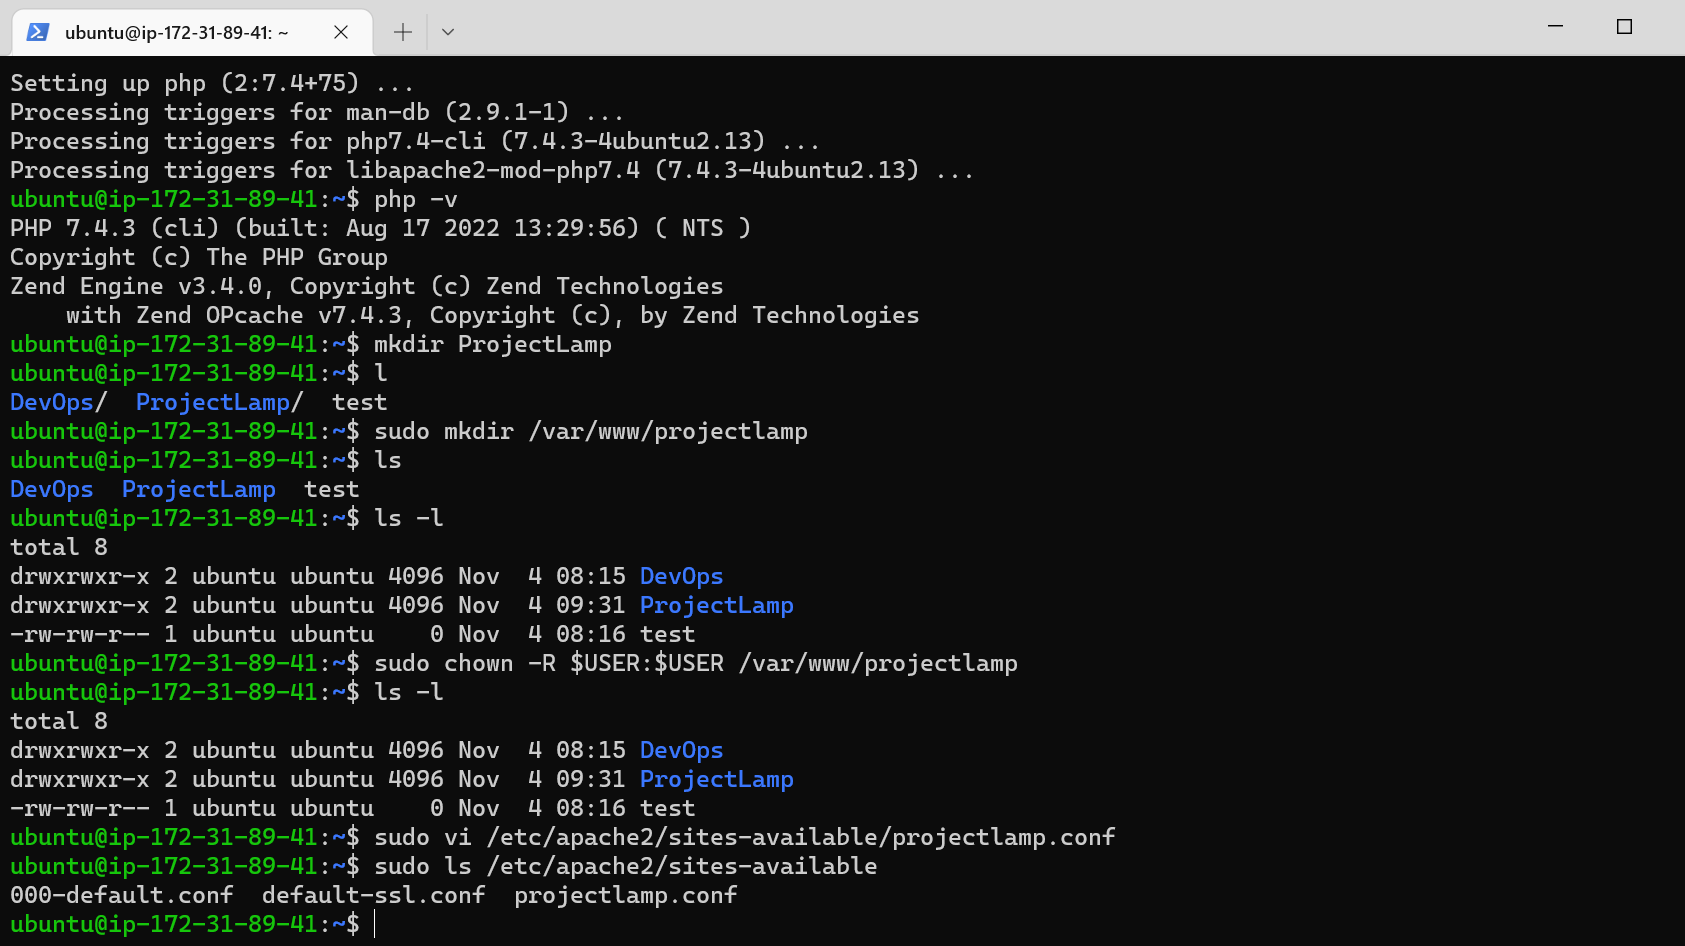 ubuntu@ip-172-31-89-41: ~
Setting up php (2:7.4+75) ...
Processing triggers for man-db (2.9.1-1) ...
Processing triggers for php7.4-cli (7.4.3-4ubuntu2.13) ...
Processing triggers for libapache2-mod-php7.4 (7.4.3-4ubuntu2.13) ...
ubuntu@ip-172-31-89-41:~$ php -v
PHP 7.4.3 (cli) (built: Aug 17 2022 13:29:56) ( NTS )
Copyright (c) The PHP Group
Zend Engine v3.4.0, Copyright (c) Zend Technologies
    with Zend OPcache v7.4.3, Copyright (c), by Zend Technologies
ubuntu@ip-172-31-89-41:~$ mkdir ProjectLamp
ubuntu@ip-172-31-89-41:~$ l
DevOps/  ProjectLamp/  test
ubuntu@ip-172-31-89-41:~$ sudo mkdir /var/www/projectlamp
ubuntu@ip-172-31-89-41:~$ ls
DevOps  ProjectLamp  test
ubuntu@ip-172-31-89-41:~$ ls -l
total 8
drwxrwxr-x 2 ubuntu ubuntu 4096 Nov  4 08:15 DevOps
drwxrwxr-x 2 ubuntu ubuntu 4096 Nov  4 09:31 ProjectLamp
-rw-rw-r-- 1 ubuntu ubuntu    0 Nov  4 08:16 test
ubuntu@ip-172-31-89-41:~$ sudo chown -R $USER:$USER /var/www/projectlamp
ubuntu@ip-172-31-89-41:~$ ls -l
total 8
drwxrwxr-x 2 ubuntu ubuntu 4096 Nov  4 08:15 DevOps
drwxrwxr-x 2 ubuntu ubuntu 4096 Nov  4 09:31 ProjectLamp
-rw-rw-r-- 1 ubuntu ubuntu    0 Nov  4 08:16 test
ubuntu@ip-172-31-89-41:~$ sudo vi /etc/apache2/sites-available/projectlamp.conf
ubuntu@ip-172-31-89-41:~$ sudo ls /etc/apache2/sites-available
000-default.conf  default-ssl.conf  projectlamp.conf
ubuntu@ip-172-31-89-41:~$